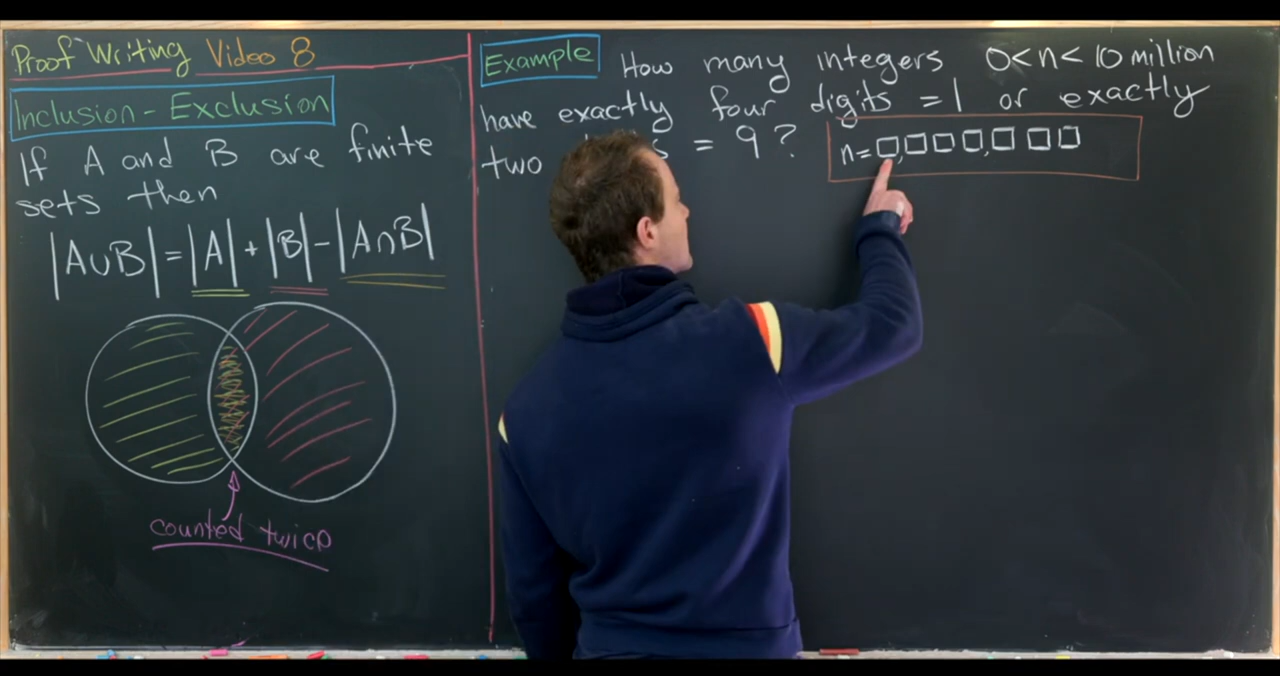 Proof Writing Video 8
Inclusion-Exclusion
If A and B are finite
sets then
|A∪B| = |A| + |B| - |A∩B|
counted twice
Example How many integers 0<n<10 million
have exactly four digits = 1 or exactly
two = 9?
n=□,□□□,□□□